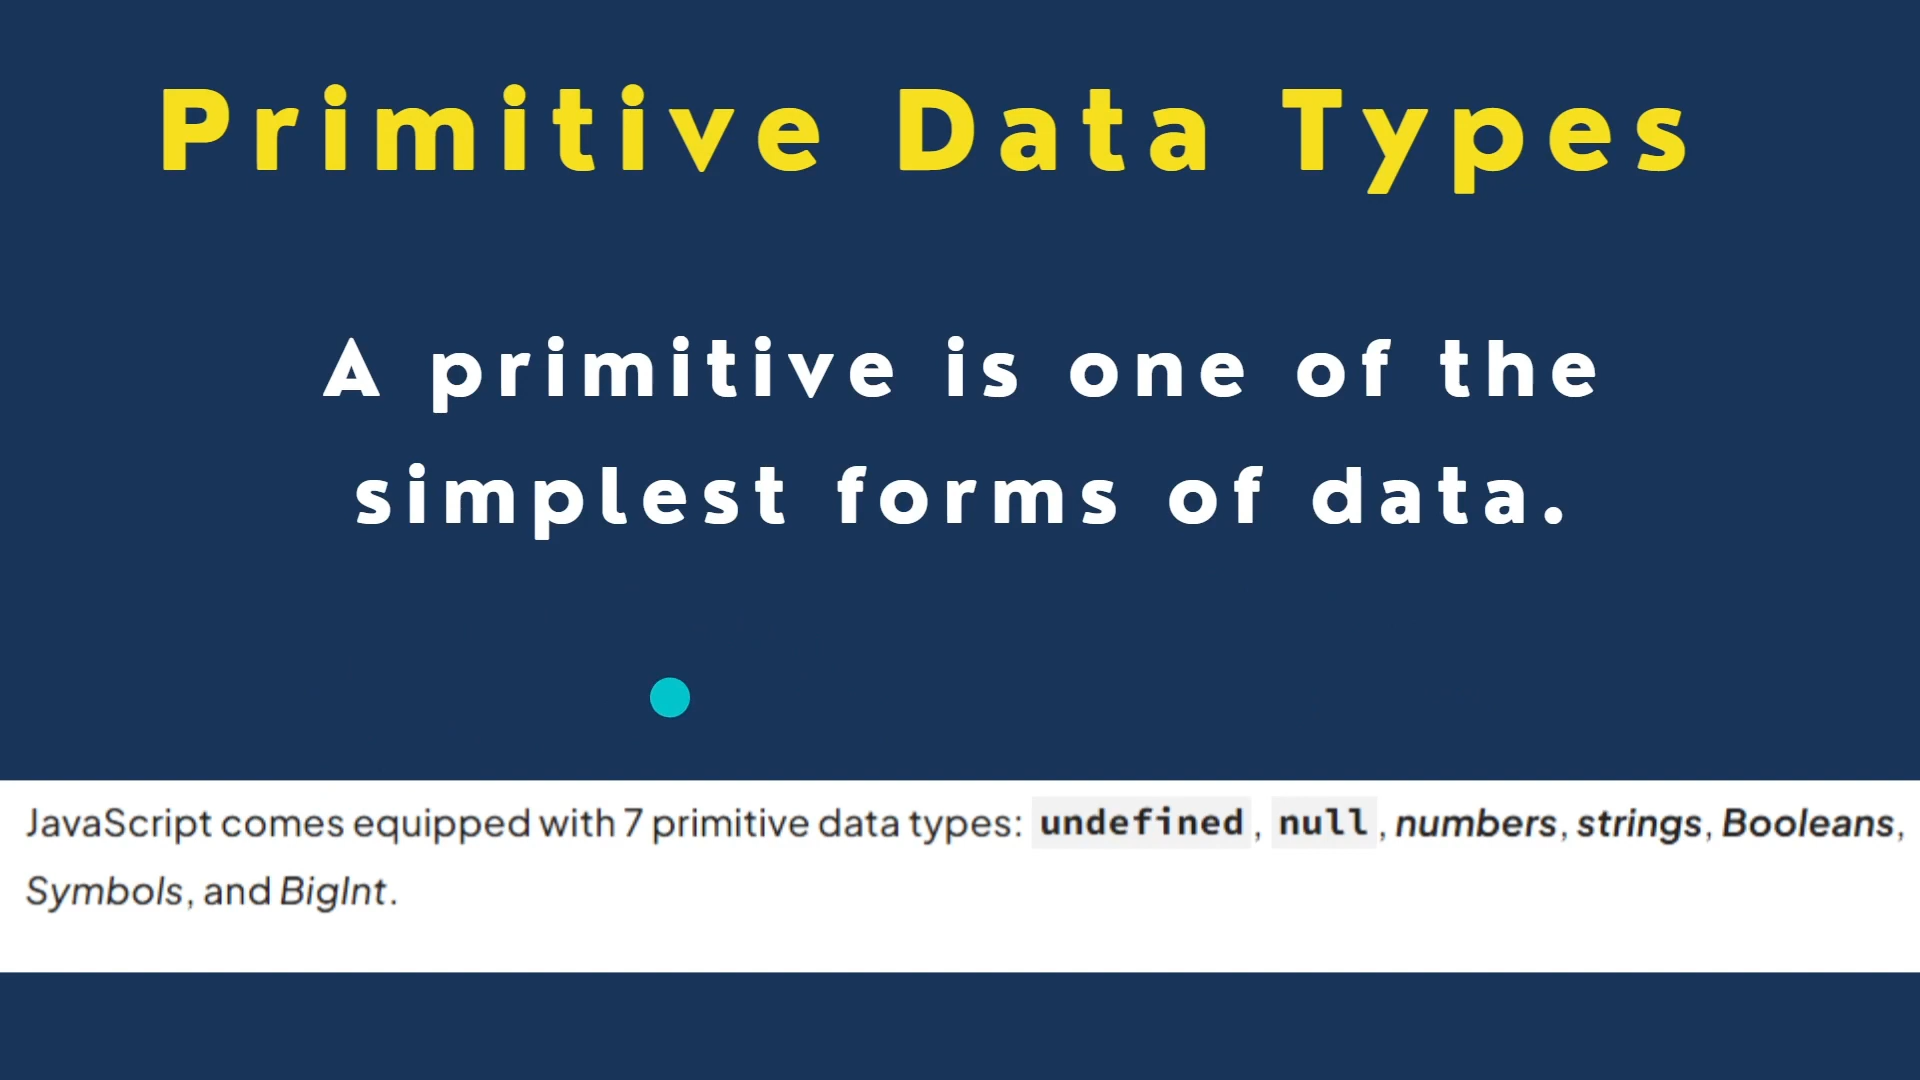 Primitive Data Types
A primitive is one of the
simplest forms of data.
JavaScript comes equipped with 7 primitive data types: undefined, null, numbers, strings, Booleans,
Symbols, and BigInt.